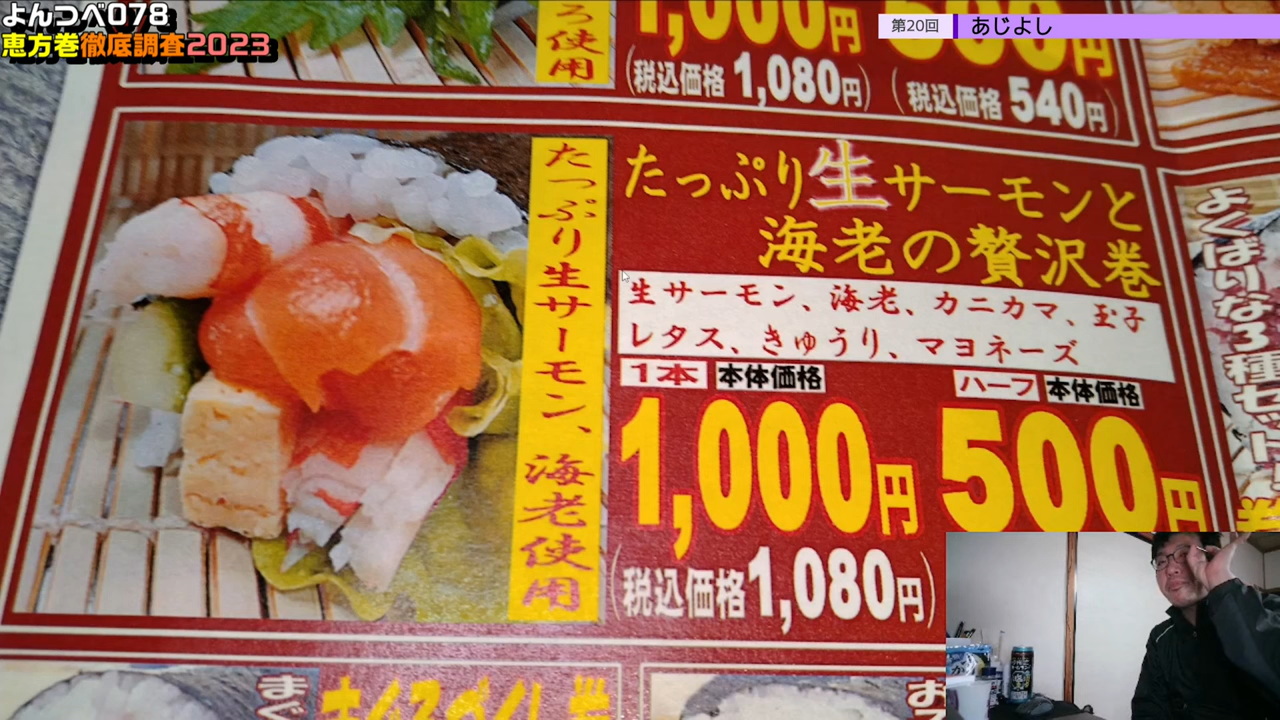 よんつべ078
恵方巻徹底調査2023
第20回
あじよし
ろ使用
1,000円
500円
(税込価格 1,080円)
(税込価格 540円)
たっぷり生サーモン、海老使用
たっぷり生サーモンと
海老の贅沢巻
生サーモン、海老、カニカマ、玉子
レタス、きゅうり、マヨネーズ
1本 本体価格
ハーフ 本体価格
1,000円
500円
(税込価格1,080円)
よくばりな3種セット
まぐ